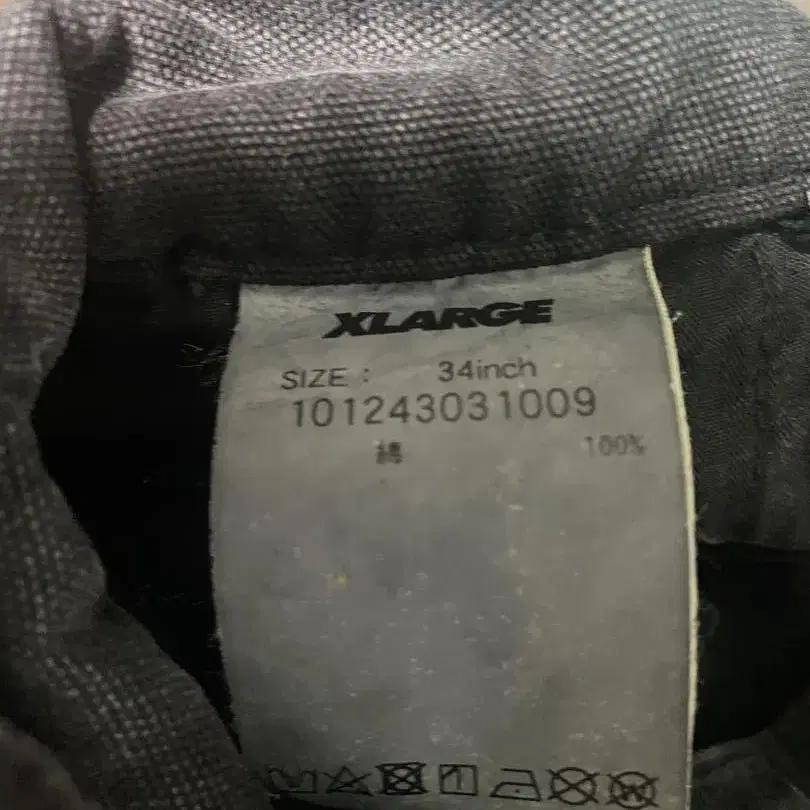 XLARGE
SIZE : 34inch
101243031009
綿 100%